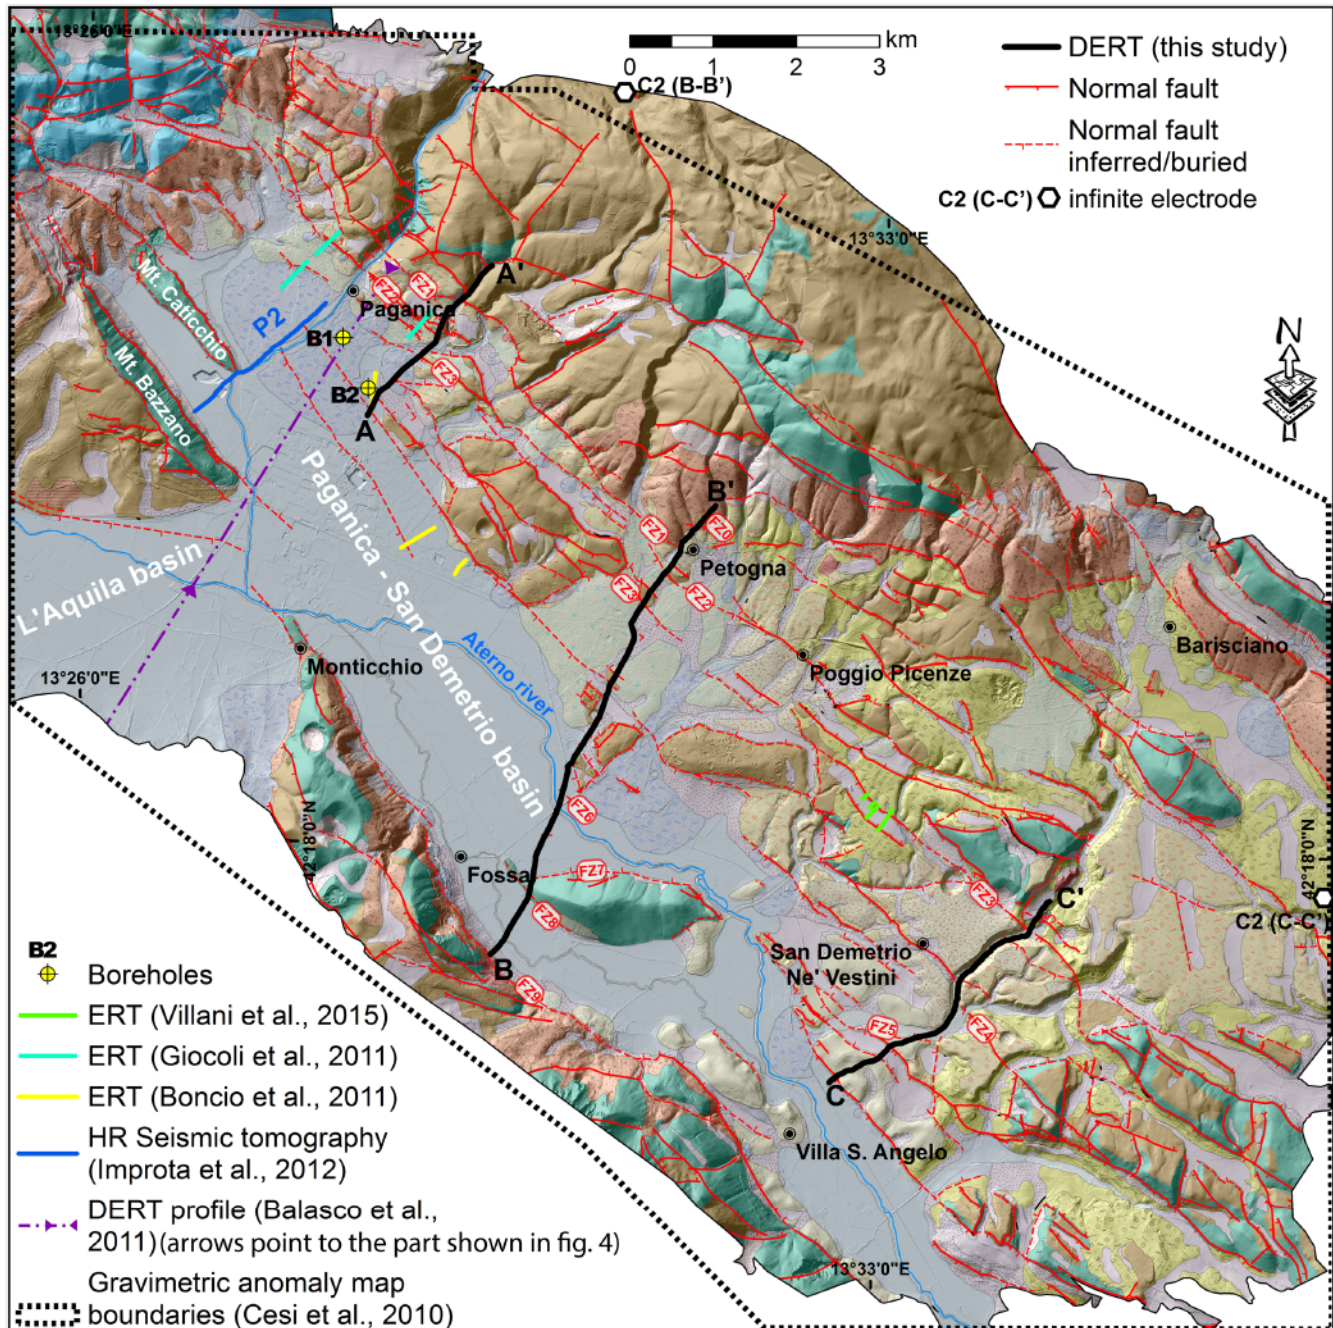 13°26'0"E
km
0 1 2 3
C2 (B-B')
DERT (this study)
Normal fault
Normal fault
inferred/buried
C2 (C-C') infinite electrode
13°33'0"E
N
Mt. Caticchio
Mt. Bazzano
P2
Paganica
FZ2
FZ1
A'
B1
B2
A
FZ3
Paganica - San Demetrio basin
L'Aquila basin
B'
FZ1
FZ0
Petogna
FZ3
FZ2
Aterno river
Monticchio
13°26'0"E
Poggio Picenze
Barisciano
42°18'0"N
FZ6
Fossa
FZ7
FZ8
B
FZ9
42°18'0"N
C2 (C-C')
FZ3
C'
San Demetrio
Ne' Vestini
FZ5
FZ4
C
Villa S. Angelo
13°33'0"E
B2
Boreholes
ERT (Villani et al., 2015)
ERT (Giocoli et al., 2011)
ERT (Boncio et al., 2011)
HR Seismic tomography
(Improta et al., 2012)
DERT profile (Balasco et al.,
2011)(arrows point to the part shown in fig. 4)
Gravimetric anomaly map
boundaries (Cesi et al., 2010)